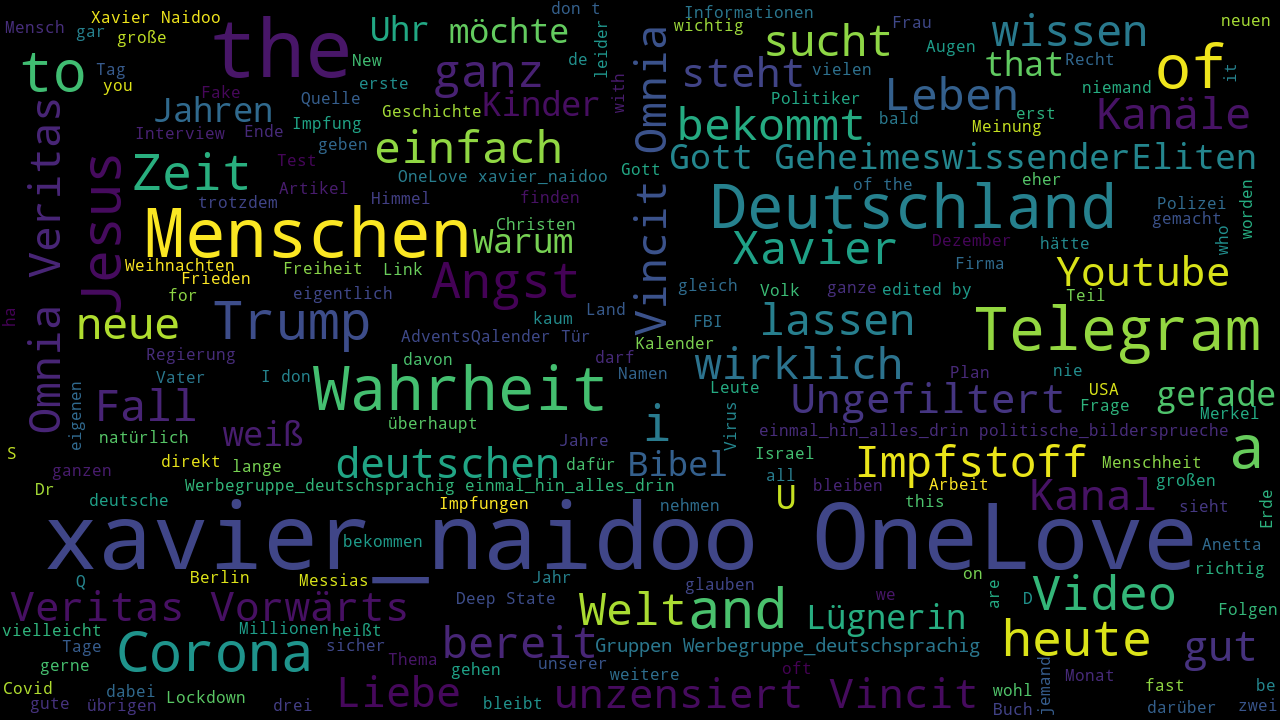 don t
Informationen
Xavier Naidoo
Mensch
gar
große
the
Uhr
möchte
leider
wichtig
sucht
Frau
Augen
wissen
neuen
to
Tag
you
New
erste
ganz
de
Omnia
steht
vielen
that
Recht
of
it
Fake
Jahren
Quelle
Geschichte
Kinder
with
Politiker
Leben
niemand
Kanäle
Interview
Ende
Impfung
geben
einfach
bekommt
bald
erst
Meinung
Omnia Veritas
Jesus
Zeit
Test
Artikel
OneLove xavier_naidoo
Gott
Gott GeheimeswissenderEliten
trotzdem
Himmel
finden
Vincit
of the
eher
Menschen
Christen
Warum
Deutschland
Polizei
gemacht
worden
who
Weihnachten
Frieden
Freiheit
Link
Angst
Xavier
Dezember
hätte
Firma
Youtube
for
eigentlich
gleich
Volk
ganze
edited by
Teil
ha
neue
Trump
kaum
Land
FBI
lassen
Telegram
AdventsQalender Tür
Kalender
Regierung
davon
darf
wirklich
Vater
I don
Wahrheit
Namen
Leute
Plan
nie
USA
eigenen
Fall
überhaupt
Ungefiltert
Frage
gerade
Merkel
natürlich
weiß
Jahre
i
Virus
einmal_hin_alles_drin politische_bildersprueche
a
S
ganzen
direkt
lange
deutschen
dafür
Bibel
Israel
all
Impfstoff
Menschheit
großen
Dr
deutsche
Werbegruppe_deutschsprachig einmal_hin_alles_drin
Impfungen
nehmen
U
bleiben
Arbeit
this
Kanal
sieht
Erde
xavier_naidoo OneLove
bekommen
Anetta
richtig
Q
Berlin
Messias
Jahr
glauben
on
Veritas Vorwärts
Deep State
Welt
and
we
Lügnerin
are
D
Video
Folgen
vielleicht
Tage
gerne
Corona
Millionen
heißt
sicher
Thema
bereit
gehen
unserer
Gruppen Werbegruppe_deutschsprachig
weitere
oft
heute
gut
Covid
gute
dabei
übrigen
Lockdown
drei
Liebe
bleibt
unzensiert Vincit
wohl
Buch
jemand
Monat
fast
darüber
be
zwei